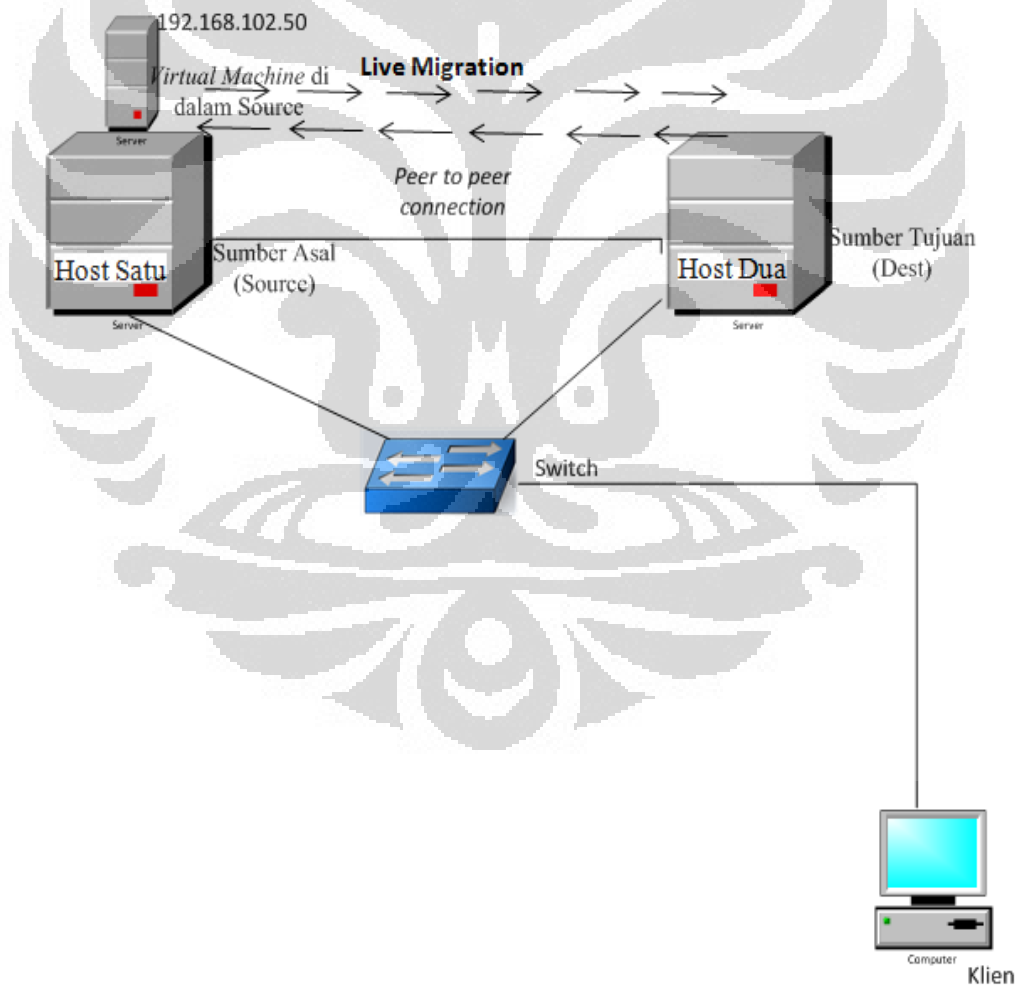 192.168.102.50
Live Migration
Virtual Machine di
dalam Source
Server
Peer to peer
connection
Host Satu
Sumber Asal
(Source)
Server
Host Dua
Sumber Tujuan
(Dest)
Server
Switch
Computer
Klien